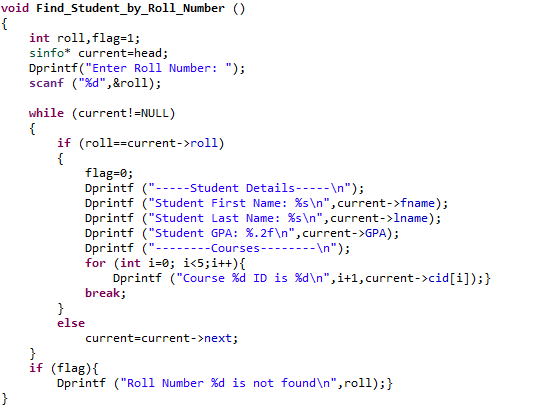 void Find_Student_by_Roll_Number ()
{
    int roll,flag=1;
    sinfo* current=head;
    Dprintf("Enter Roll Number: ");
    scanf ("%d",&roll);

    while (current!=NULL)
    {
        if (roll==current->roll)
        {
            flag=0;
            Dprintf ("-----Student Details-----\n");
            Dprintf ("Student First Name: %s\n",current->fname);
            Dprintf ("Student Last Name: %s\n",current->lname);
            Dprintf ("Student GPA: %.2f\n",current->GPA);
            Dprintf ("--------Courses--------\n");
            for (int i=0; i<5;i++){
                Dprintf ("Course %d ID is %d\n",i+1,current->cid[i]);}
            break;
        }
        else
            current=current->next;
    }
    if (flag){
        Dprintf ("Roll Number %d is not found\n",roll);}
}